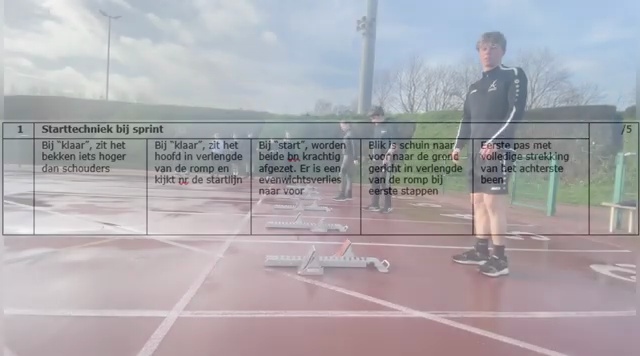 1 Starttechniek bij sprint /5
Bij "klaar", zit het
bekken iets hoger
dan schouders
Bij "klaar", zit het
hoofd in verlengde
van de romp en
kijkt or de startlijn
Bij "start", worden
beide bn krachtig
afgezet. Er is een
evenwichtsverlies
naar voor
Blik is schuin naar
voor naar de grond
gericht in verlengde
van de romp bij
eerste stappen
Eerste pas met
volledige strekking
van het achterste
been